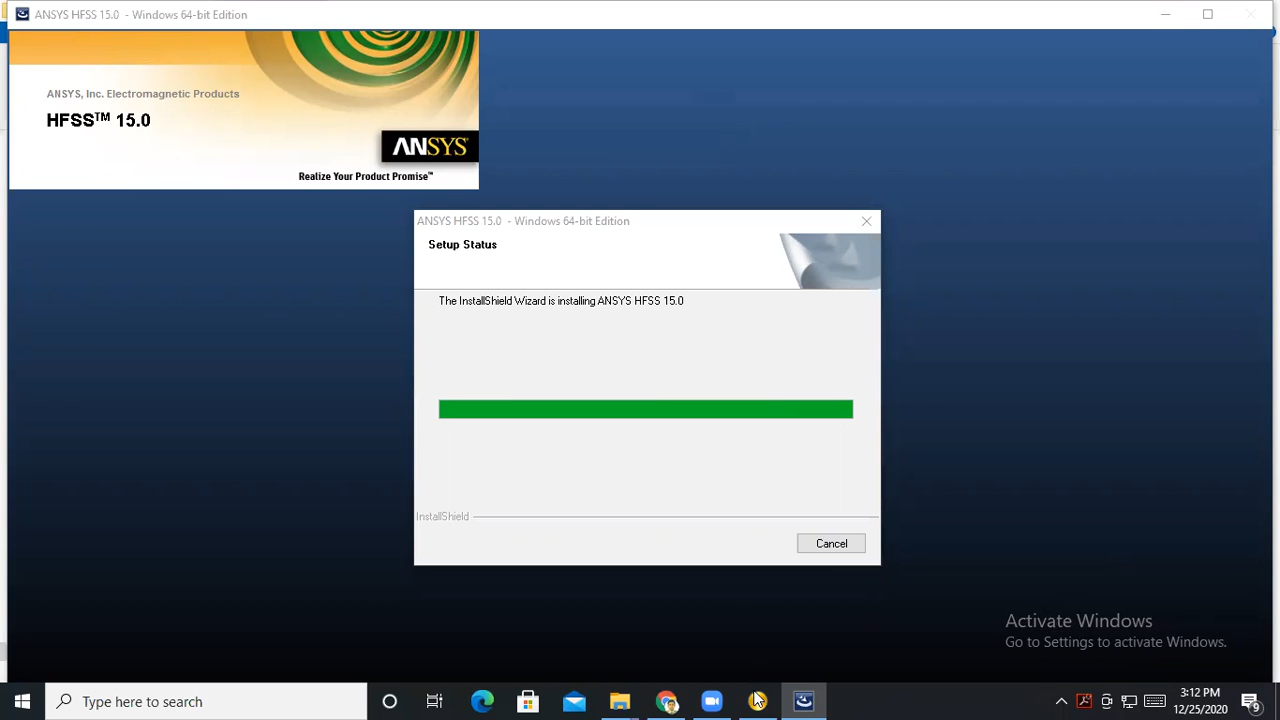 ANSYS HFSS 15.0 - Windows 64-bit Edition
ANSYS, Inc. Electromagnetic Products
HFSS™ 15.0
ANSYS®
Realize Your Product Promise™
ANSYS HFSS 15.0 - Windows 64-bit Edition
Setup Status
The InstallShield Wizard is installing ANSYS HFSS 15.0
InstallShield
Cancel
Activate Windows
Go to Settings to activate Windows.
Type here to search
3:12 PM
12/25/2020
9